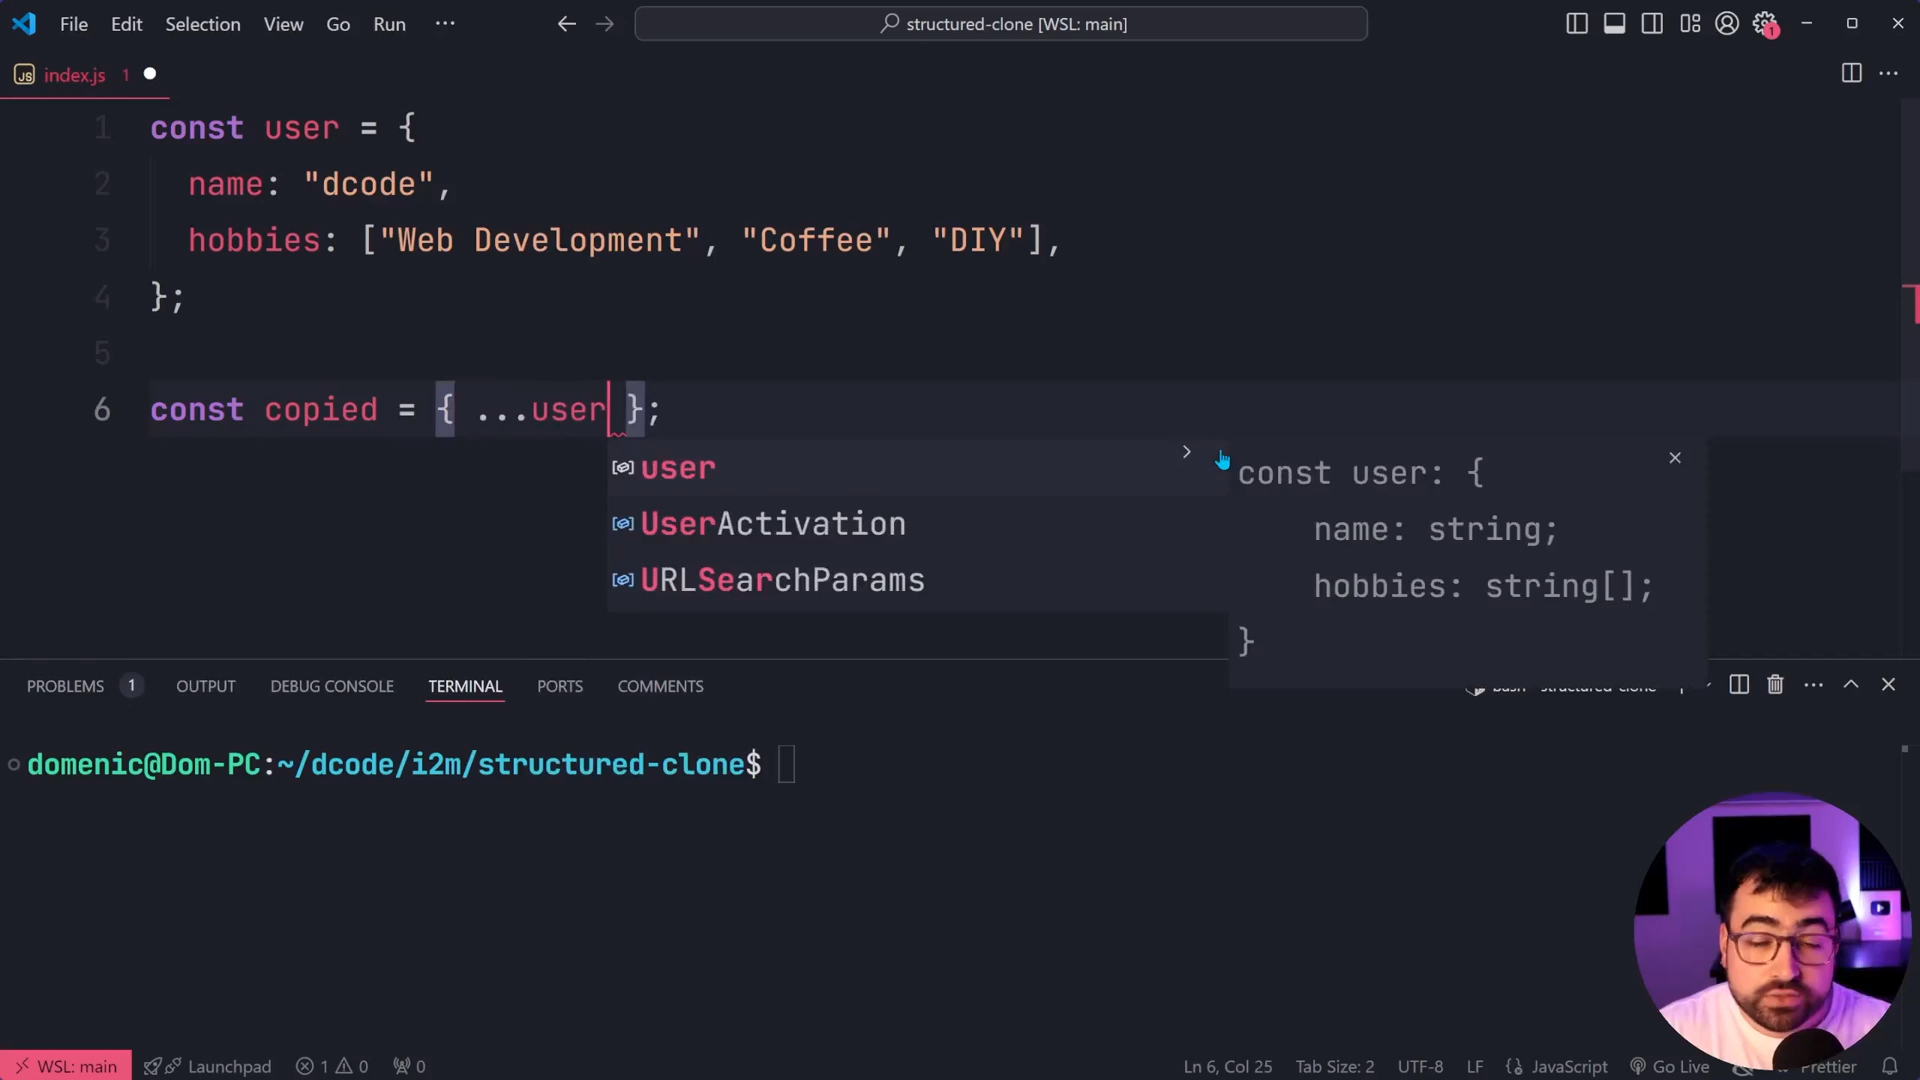 File Edit Selection View Go Run ...
structured-clone [WSL: main]
1
JS index.js 1
1 const user = {
2 name: "dcode",
3 hobbies: ["Web Development", "Coffee", "DIY"],
4 };
5
6 const copied = { ...user };
user
UserActivation
URLSearchParams
const user: {
name: string;
hobbies: string[];
}
PROBLEMS 1 OUTPUT DEBUG CONSOLE TERMINAL PORTS COMMENTS
domenic@Dom-PC:~/dcode/i2m/structured-clone$
WSL: main Launchpad 1 0 0 Ln 6, Col 25 Tab Size: 2 UTF-8 LF {} JavaScript Go Live Prettier